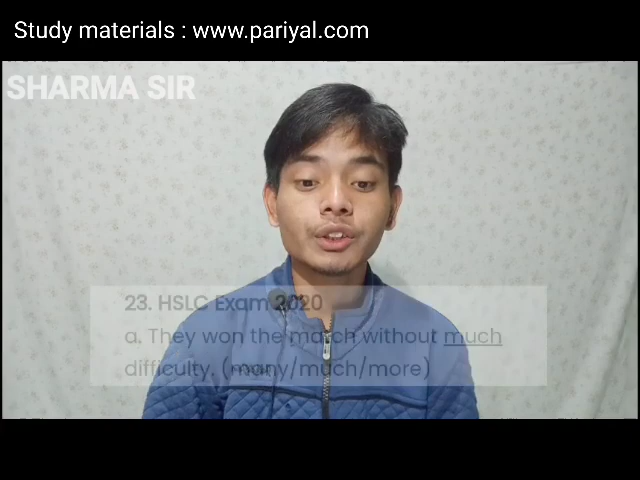 Study materials : www.pariyal.com
SHARMA SIR
23. HSLC Exam 2020
a. They won the match without much
difficulty. (many/much/more)